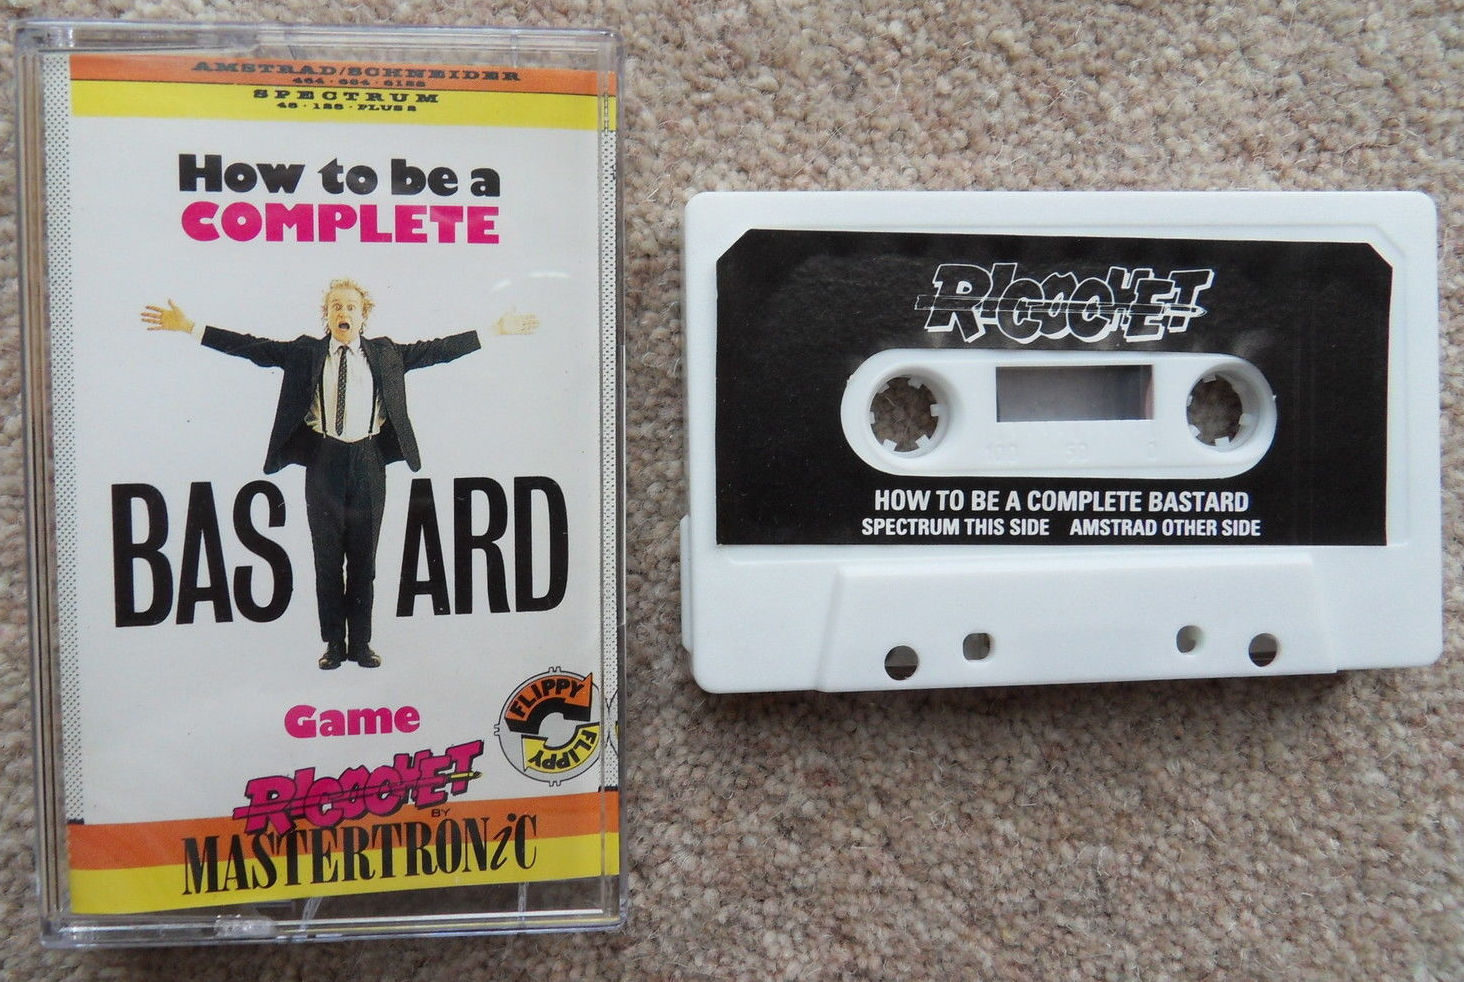 AMSTRAD/SCHNEIDER
464 · 664 · 6128
SPECTRUM
48 · 128 · PLUS 2
How to be a
COMPLETE
BASTARD
Game
FLIPPY
FLIPPY
RICOCHET
BY
MASTERTRONiC
RICOCHET
100 50 0
HOW TO BE A COMPLETE BASTARD
SPECTRUM THIS SIDE AMSTRAD OTHER SIDE